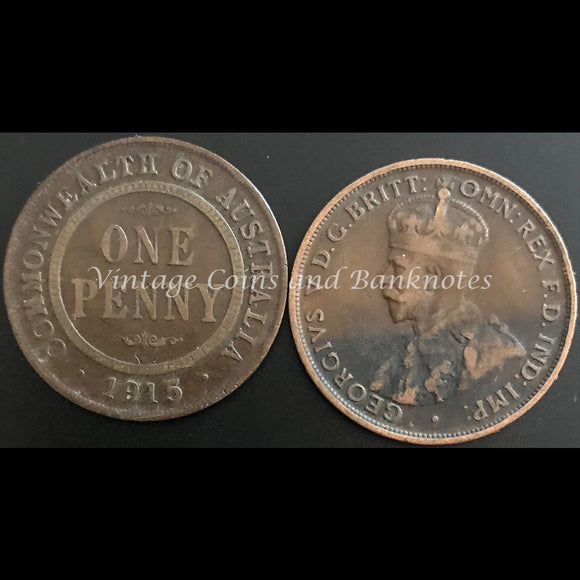 COMMONWEALTH OF AUSTRALIA
ONE
PENNY
· 1915 ·
GEORGIVS V D.G. BRITT: OMN: REX F.D. IND: IMP:
Vintage Coins and Banknotes